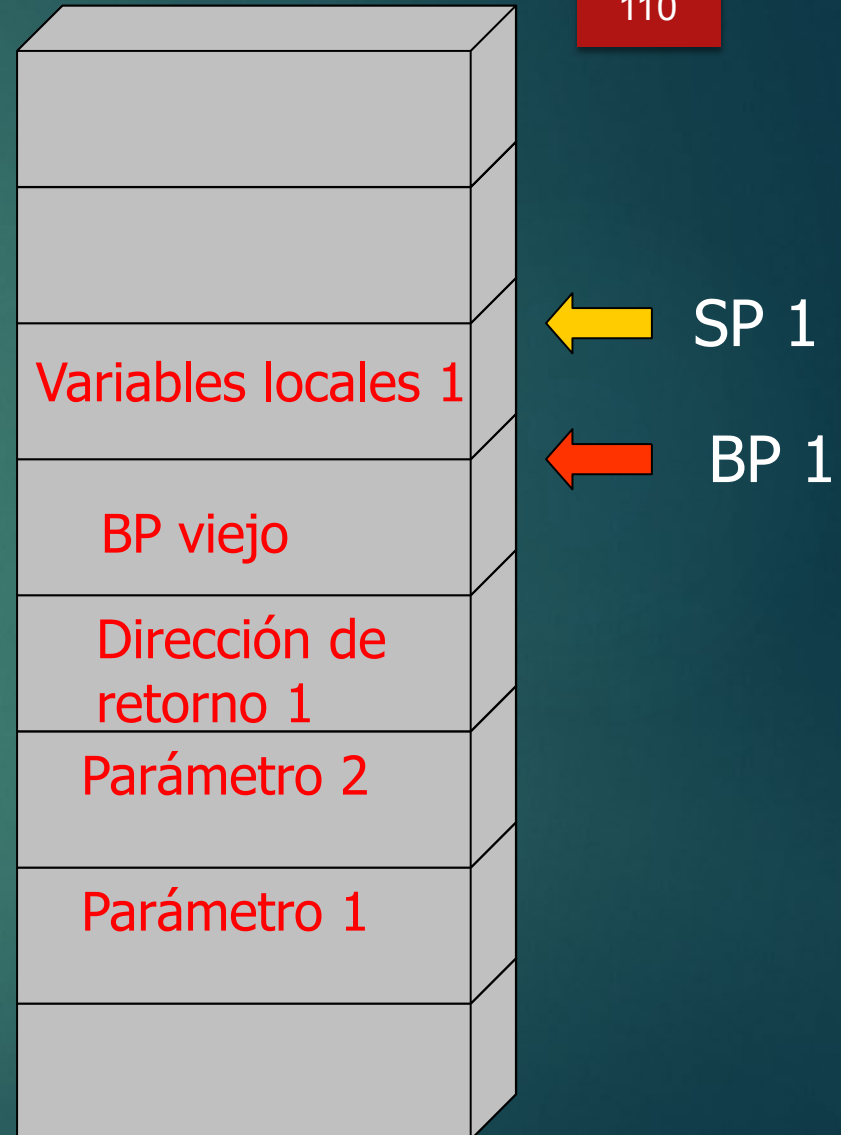 110
SP 1
Variables locales 1
BP 1
BP viejo
Dirección de
retorno 1
Parámetro 2
Parámetro 1